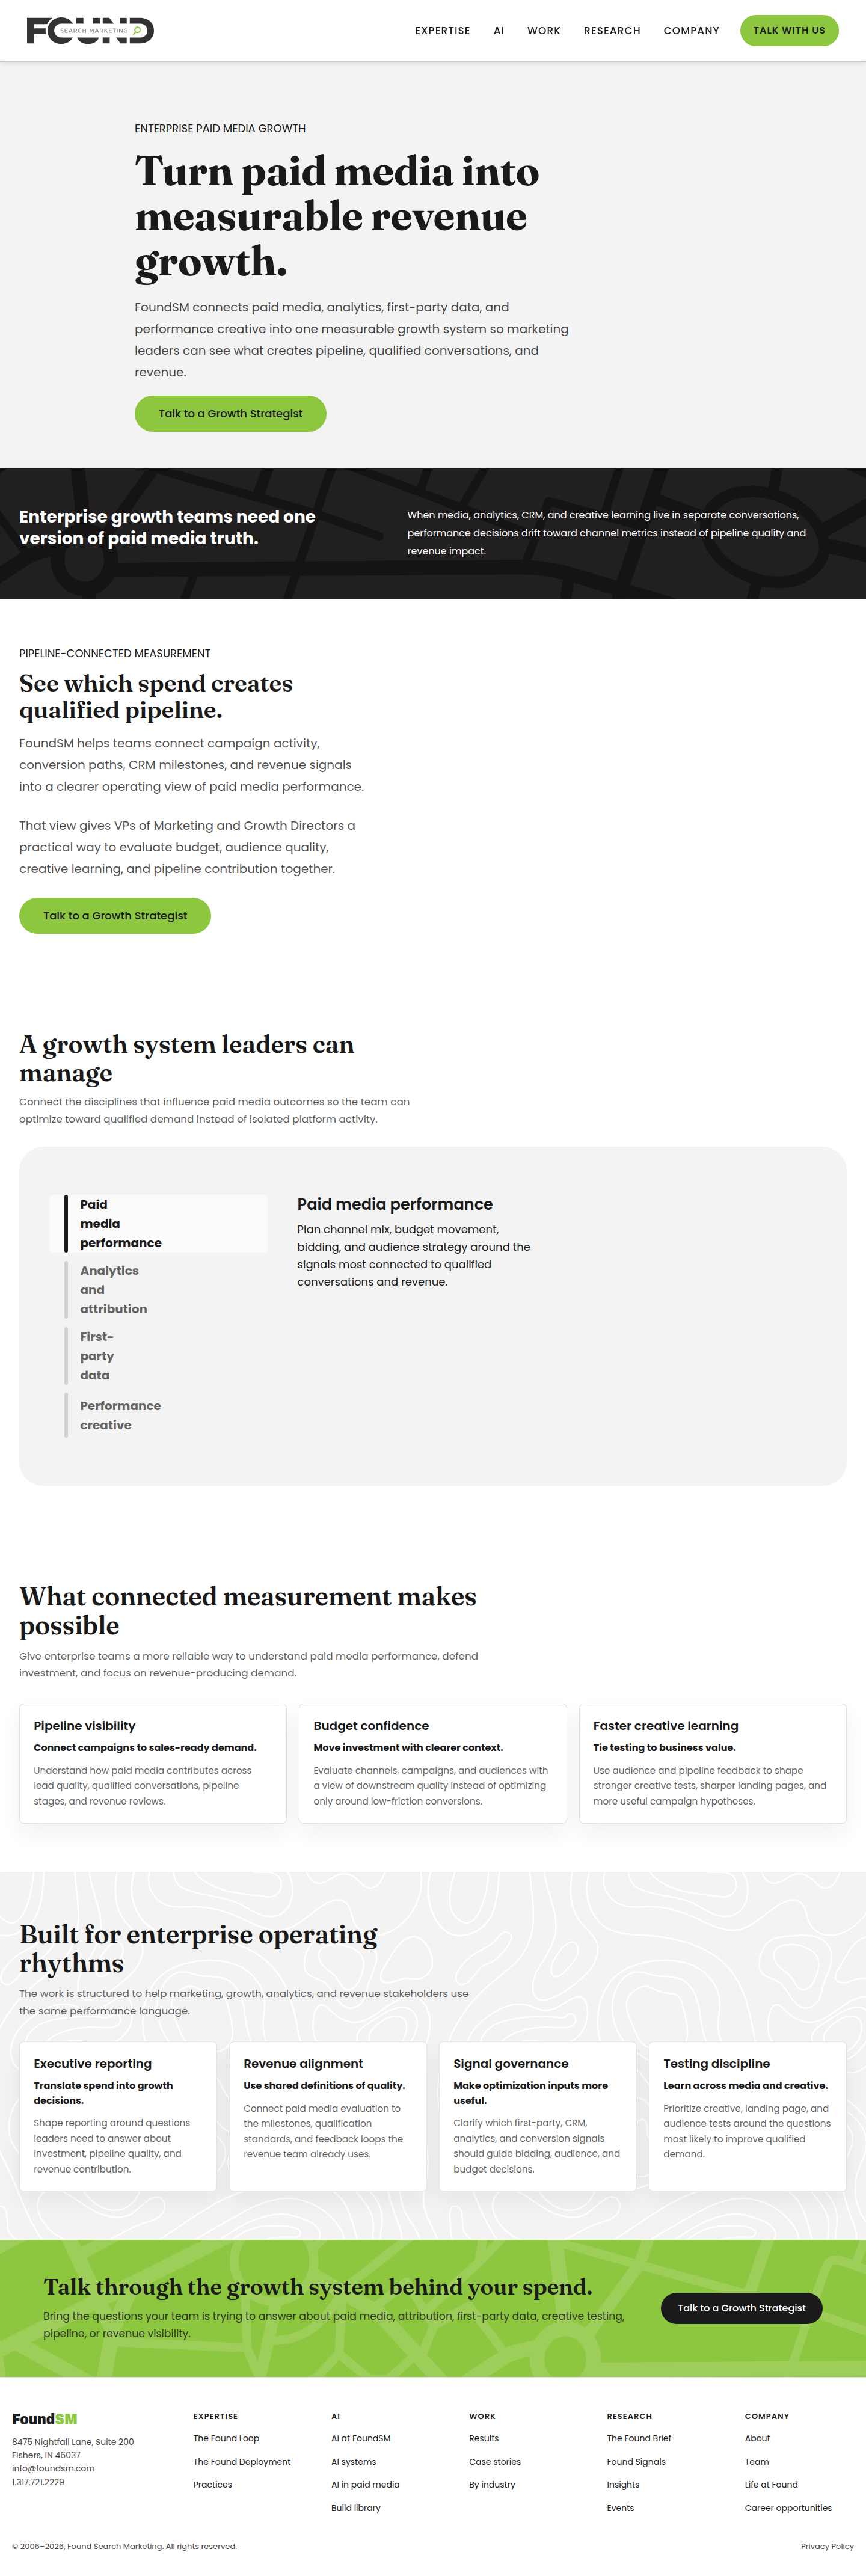 FOUND
SEARCH MARKETING
EXPERTISE
AI
WORK
RESEARCH
COMPANY
TALK WITH US
ENTERPRISE PAID MEDIA GROWTH
Turn paid media into
measurable revenue
growth.
FoundSM connects paid media, analytics, first-party data, and
performance creative into one measurable growth system so marketing
leaders can see what creates pipeline, qualified conversations, and
revenue.
Talk to a Growth Strategist
Enterprise growth teams need one
version of paid media truth.
When media, analytics, CRM, and creative learning live in separate conversations,
performance decisions drift toward channel metrics instead of pipeline quality and
revenue impact.
PIPELINE-CONNECTED MEASUREMENT
See which spend creates
qualified pipeline.
FoundSM helps teams connect campaign activity,
conversion paths, CRM milestones, and revenue signals
into a clearer operating view of paid media performance.
That view gives VPs of Marketing and Growth Directors a
practical way to evaluate budget, audience quality,
creative learning, and pipeline contribution together.
Talk to a Growth Strategist
A growth system leaders can
manage
Connect the disciplines that influence paid media outcomes so the team can
optimize toward qualified demand instead of isolated platform activity.
Paid
media
performance
Analytics
and
attribution
First-
party
data
Performance
creative
Paid media performance
Plan channel mix, budget movement,
bidding, and audience strategy around the
signals most connected to qualified
conversations and revenue.
What connected measurement makes
possible
Give enterprise teams a more reliable way to understand paid media performance, defend
investment, and focus on revenue-producing demand.
Pipeline visibility
Connect campaigns to sales-ready demand.
Understand how paid media contributes across
lead quality, qualified conversations, pipeline
stages, and revenue reviews.
Budget confidence
Move investment with clearer context.
Evaluate channels, campaigns, and audiences with
a view of downstream quality instead of optimizing
only around low-friction conversions.
Faster creative learning
Tie testing to business value.
Use audience and pipeline feedback to shape
stronger creative tests, sharper landing pages, and
more useful campaign hypotheses.
Built for enterprise operating
rhythms
The work is structured to help marketing, growth, analytics, and revenue stakeholders use
the same performance language.
Executive reporting
Translate spend into growth
decisions.
Shape reporting around questions
leaders need to answer about
investment, pipeline quality, and
revenue contribution.
Revenue alignment
Use shared definitions of quality.
Connect paid media evaluation to
the milestones, qualification
standards, and feedback loops the
revenue team already uses.
Signal governance
Make optimization inputs more
useful.
Clarify which first-party, CRM,
analytics, and conversion signals
should guide bidding, audience, and
budget decisions.
Testing discipline
Learn across media and creative.
Prioritize creative, landing page, and
audience tests around the questions
most likely to improve qualified
demand.
Talk through the growth system behind your spend.
Bring the questions your team is trying to answer about paid media, attribution, first-party data, creative testing,
pipeline, or revenue visibility.
Talk to a Growth Strategist
FoundSM
8475 Nightfall Lane, Suite 200
Fishers, IN 46037
info@foundsm.com
1.317.721.2229
EXPERTISE
The Found Loop
The Found Deployment
Practices
AI
AI at FoundSM
AI systems
AI in paid media
Build library
WORK
Results
Case stories
By industry
RESEARCH
The Found Brief
Found Signals
Insights
Events
COMPANY
About
Team
Life at Found
Career opportunities
© 2006–2026, Found Search Marketing. All rights reserved.
Privacy Policy